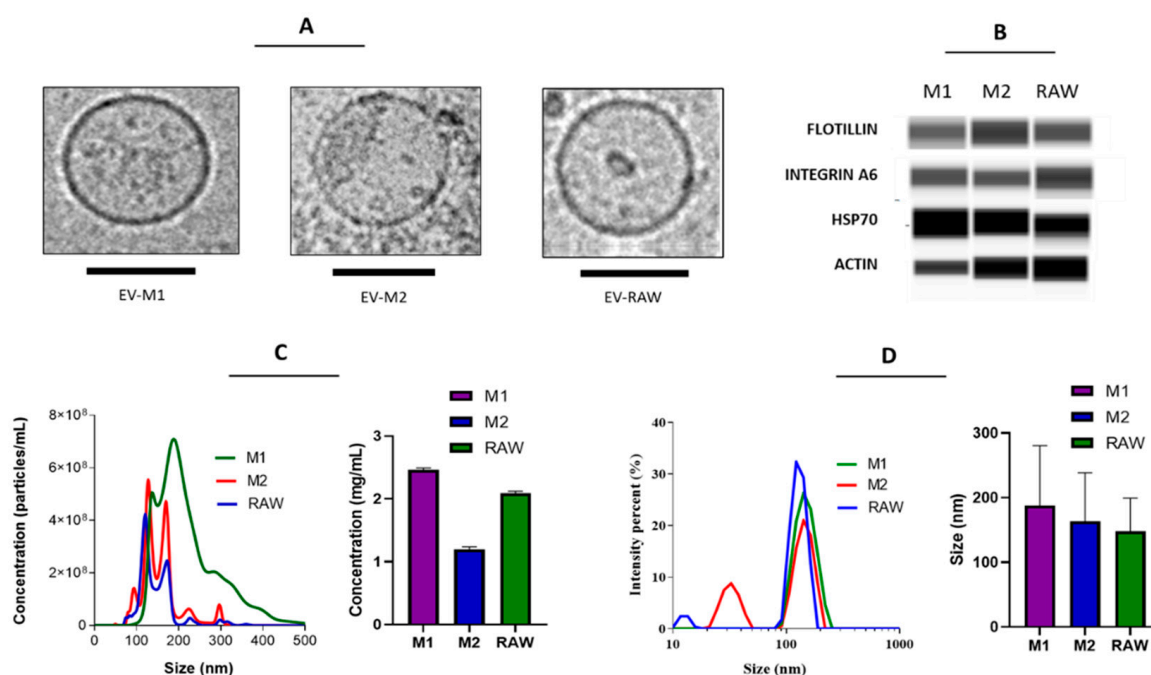 A
EV-M1
EV-M2
EV-RAW
B
M1 M2 RAW
FLOTILLIN
INTEGRIN A6
HSP70
ACTIN
C
Concentration (particles/mL)
8×10⁸
6×10⁸
4×10⁸
2×10⁸
0
0 100 200 300 400 500
Size (nm)
M1
M2
RAW
M1
M2
RAW
Concentration (mg/mL)
3
2
1
0
M1 M2 RAW
D
Intensity percent (%)
40
30
20
10
0
10 100 1000
Size (nm)
M1
M2
RAW
M1
M2
RAW
Size (nm)
300
200
100
0
M1 M2 RAW